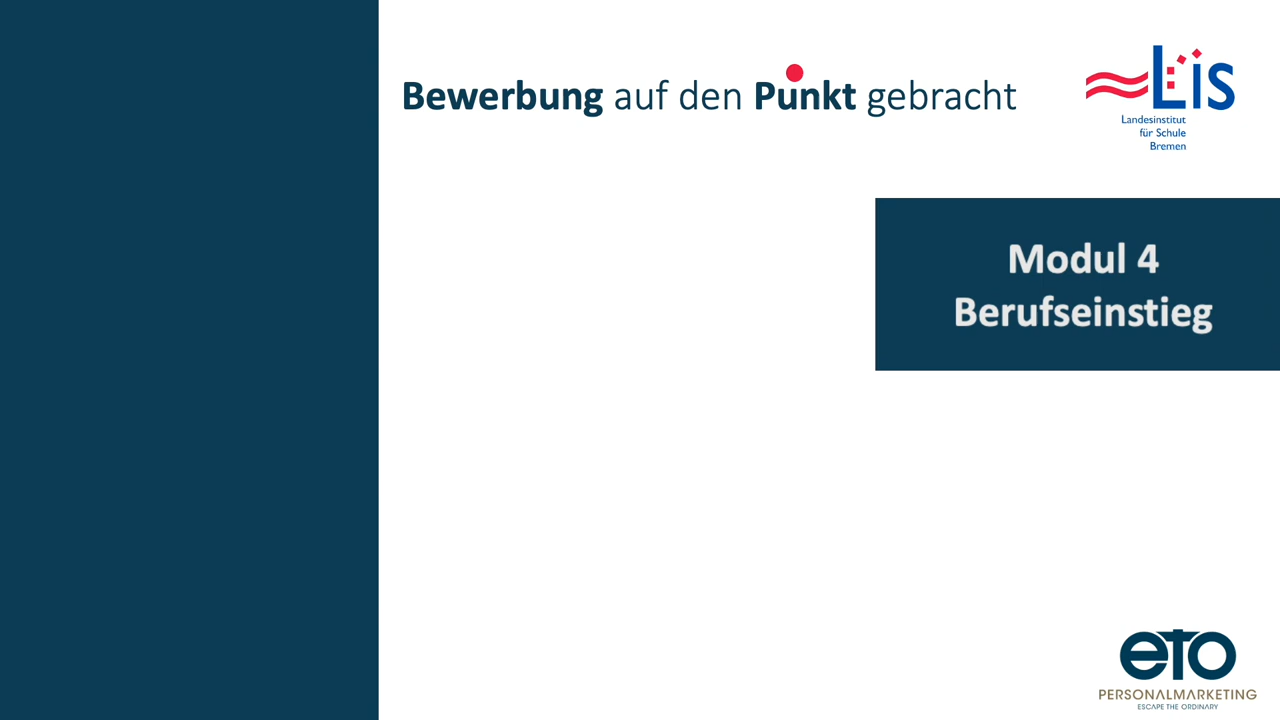 Bewerbung auf den Punkt gebracht
LiS
Landesinstitut
für Schule
Bremen
Modul 4
Berufseinstieg
eTO
PERSONALMARKETING
ESCAPE THE ORDINARY